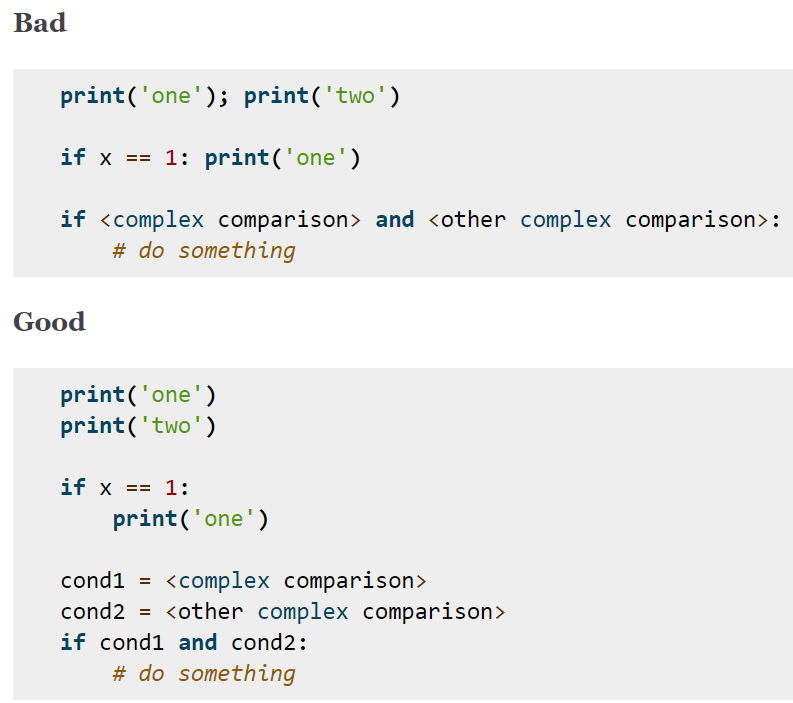 Bad
print('one'); print('two')
if x == 1: print('one')
if <complex comparison> and <other complex comparison>:
# do something
Good
print('one')
print('two')
if x == 1:
print('one')
cond1 = <complex comparison>
cond2 = <other complex comparison>
if cond1 and cond2:
# do something